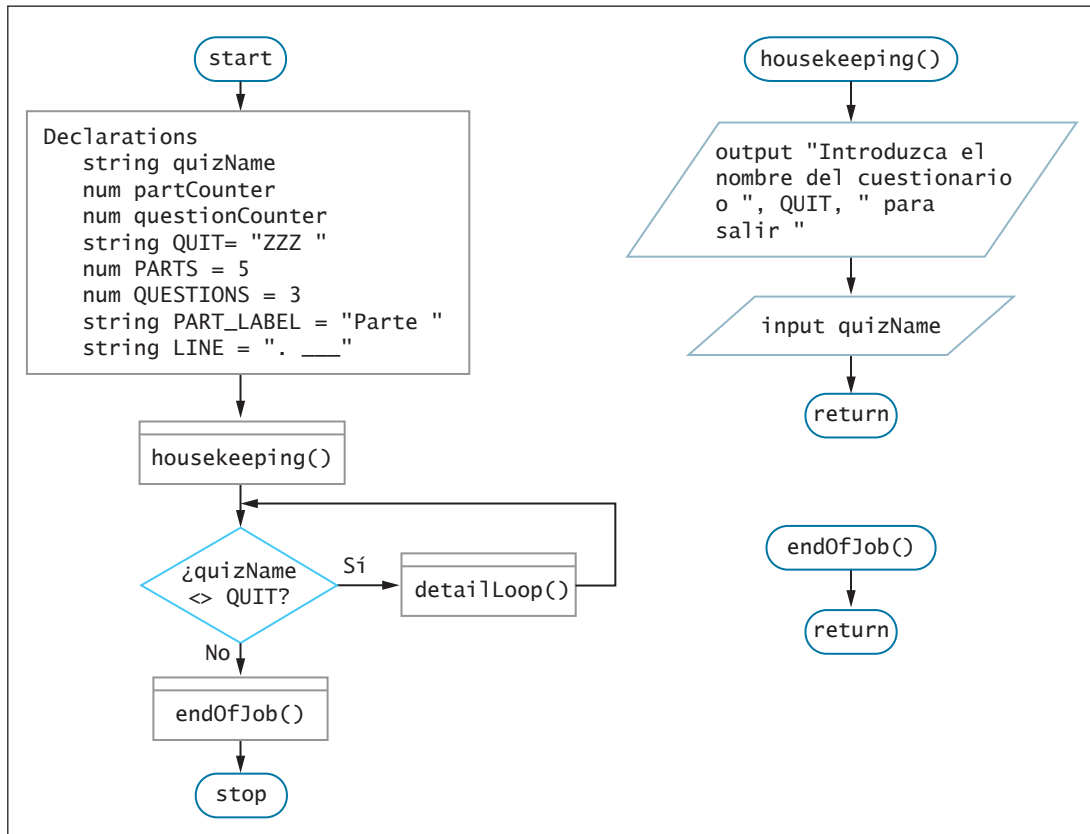 start
Declarations
string quizName
num partCounter
num questionCounter
string QUIT= "ZZZ "
num PARTS = 5
num QUESTIONS = 3
string PART_LABEL = "Parte "
string LINE = ". ___"
housekeeping()
¿quizName
<> QUIT?
Sí
detailLoop()
No
endOfJob()
stop
housekeeping()
output "Introduzca el
nombre del cuestionario
o ", QUIT, " para
salir "
input quizName
return
endOfJob()
return